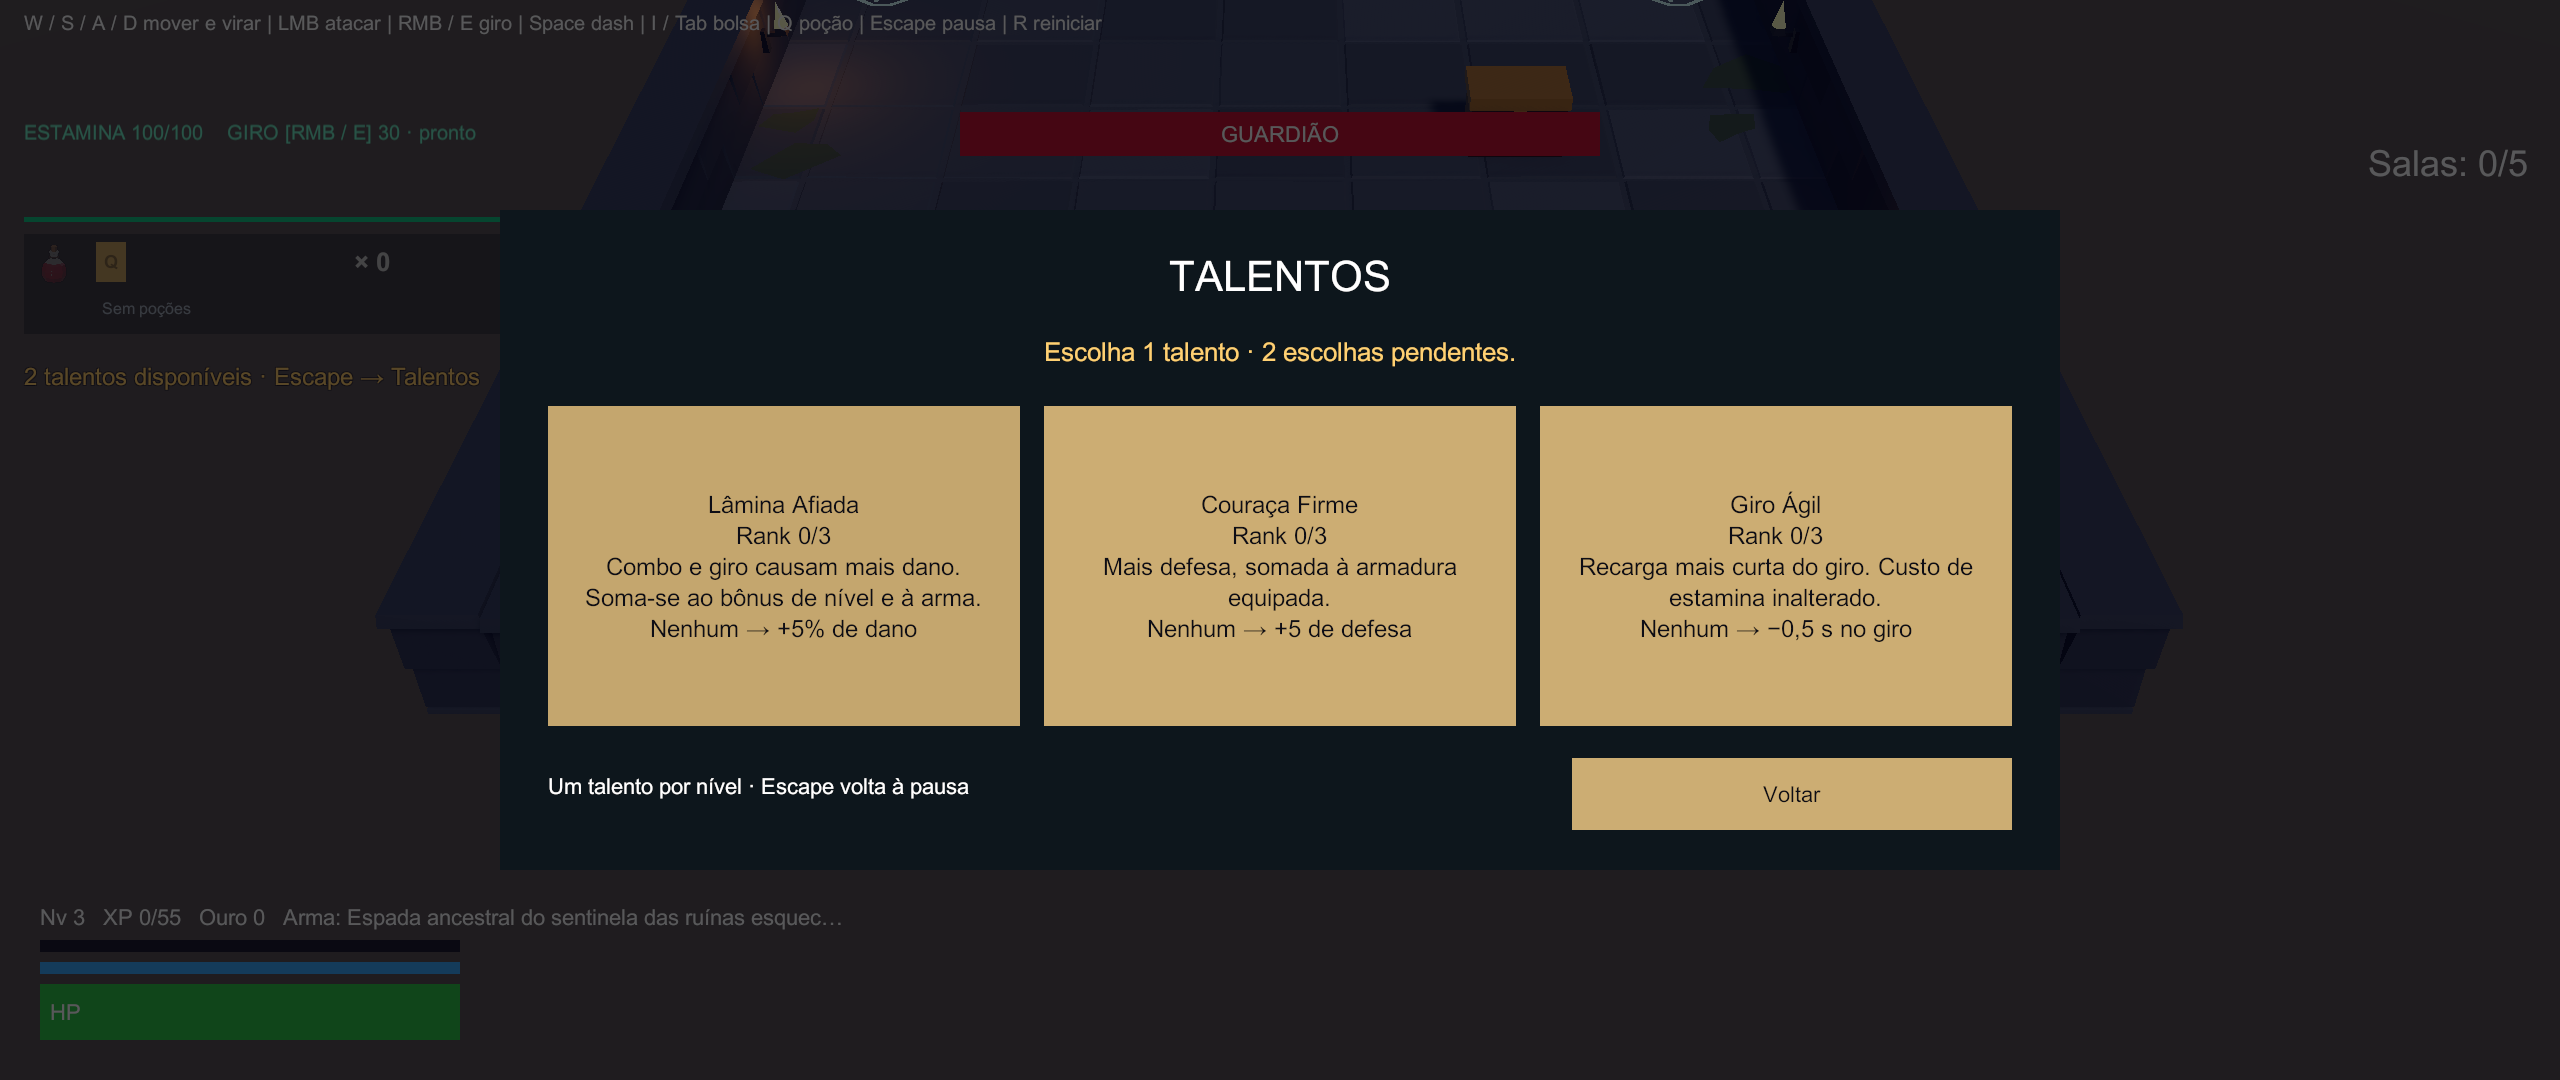 W / S / A / D mover e virar | LMB atacar | RMB / E giro | Space dash | I / Tab bolsa | Q poção | Escape pausa | R reiniciar
ESTAMINA 100/100 GIRO [RMB / E] 30 · pronto
GUARDIÃO
Salas: 0/5
Q × 0
Sem poções
2 talentos disponíveis · Escape → Talentos
TALENTOS
Escolha 1 talento · 2 escolhas pendentes.
Lâmina Afiada
Rank 0/3
Combo e giro causam mais dano.
Soma-se ao bônus de nível e à arma.
Nenhum → +5% de dano
Couraça Firme
Rank 0/3
Mais defesa, somada à armadura
equipada.
Nenhum → +5 de defesa
Giro Ágil
Rank 0/3
Recarga mais curta do giro. Custo de
estamina inalterado.
Nenhum → −0,5 s no giro
Um talento por nível · Escape volta à pausa
Voltar
Nv 3 XP 0/55 Ouro 0 Arma: Espada ancestral do sentinela das ruínas esquec…
HP